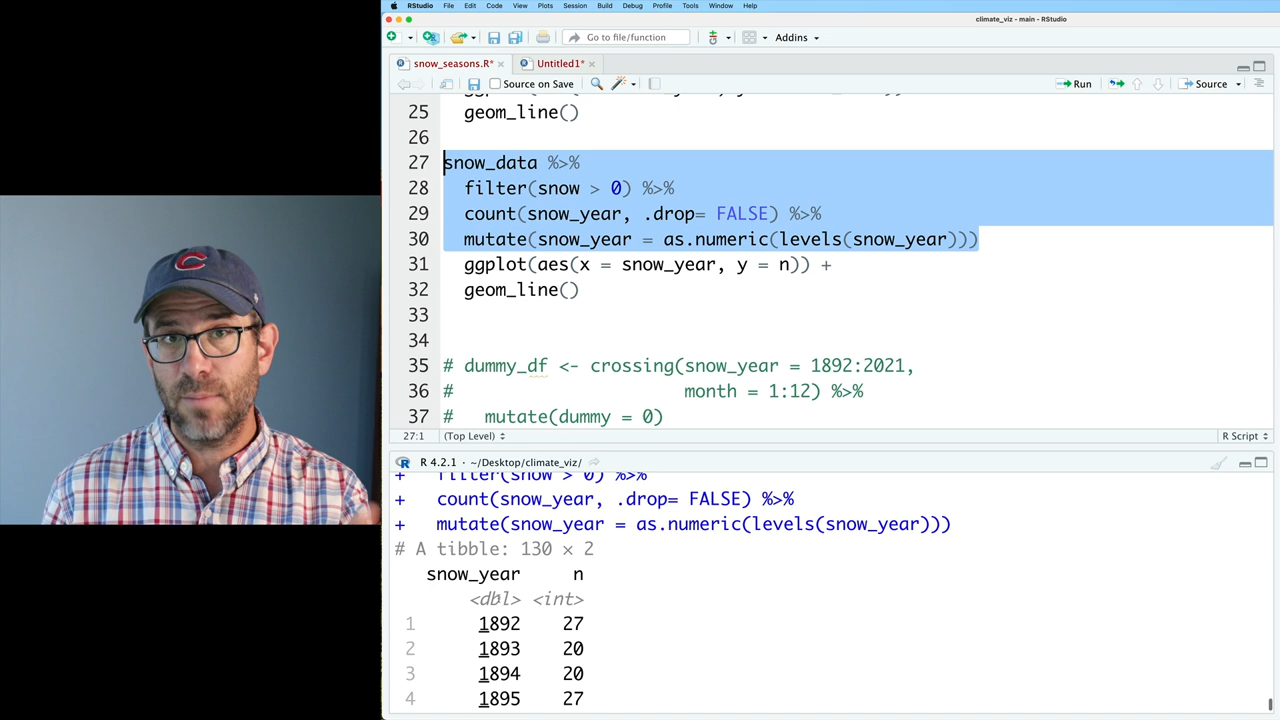 RStudio File Edit Code View Plots Session Build Debug Profile Tools Window Help
climate_viz - main - RStudio
Go to file/function Addins
snow_seasons.R* Untitled1*
Source on Save Run Source
25 geom_line()
26
27 snow_data %>%
28 filter(snow > 0) %>%
29 count(snow_year, .drop= FALSE) %>%
30 mutate(snow_year = as.numeric(levels(snow_year)))
31 ggplot(aes(x = snow_year, y = n)) +
32 geom_line()
33
34
35 # dummy_df <- crossing(snow_year = 1892:2021,
36 # month = 1:12) %>%
37 # mutate(dummy = 0)
27:1 (Top Level) R Script
R 4.2.1 · ~/Desktop/climate_viz/
+ filter(snow > 0) %>%
+ count(snow_year, .drop= FALSE) %>%
+ mutate(snow_year = as.numeric(levels(snow_year)))
# A tibble: 130 × 2
snow_year n
<dbl> <int>
1 1892 27
2 1893 20
3 1894 20
4 1895 27
C